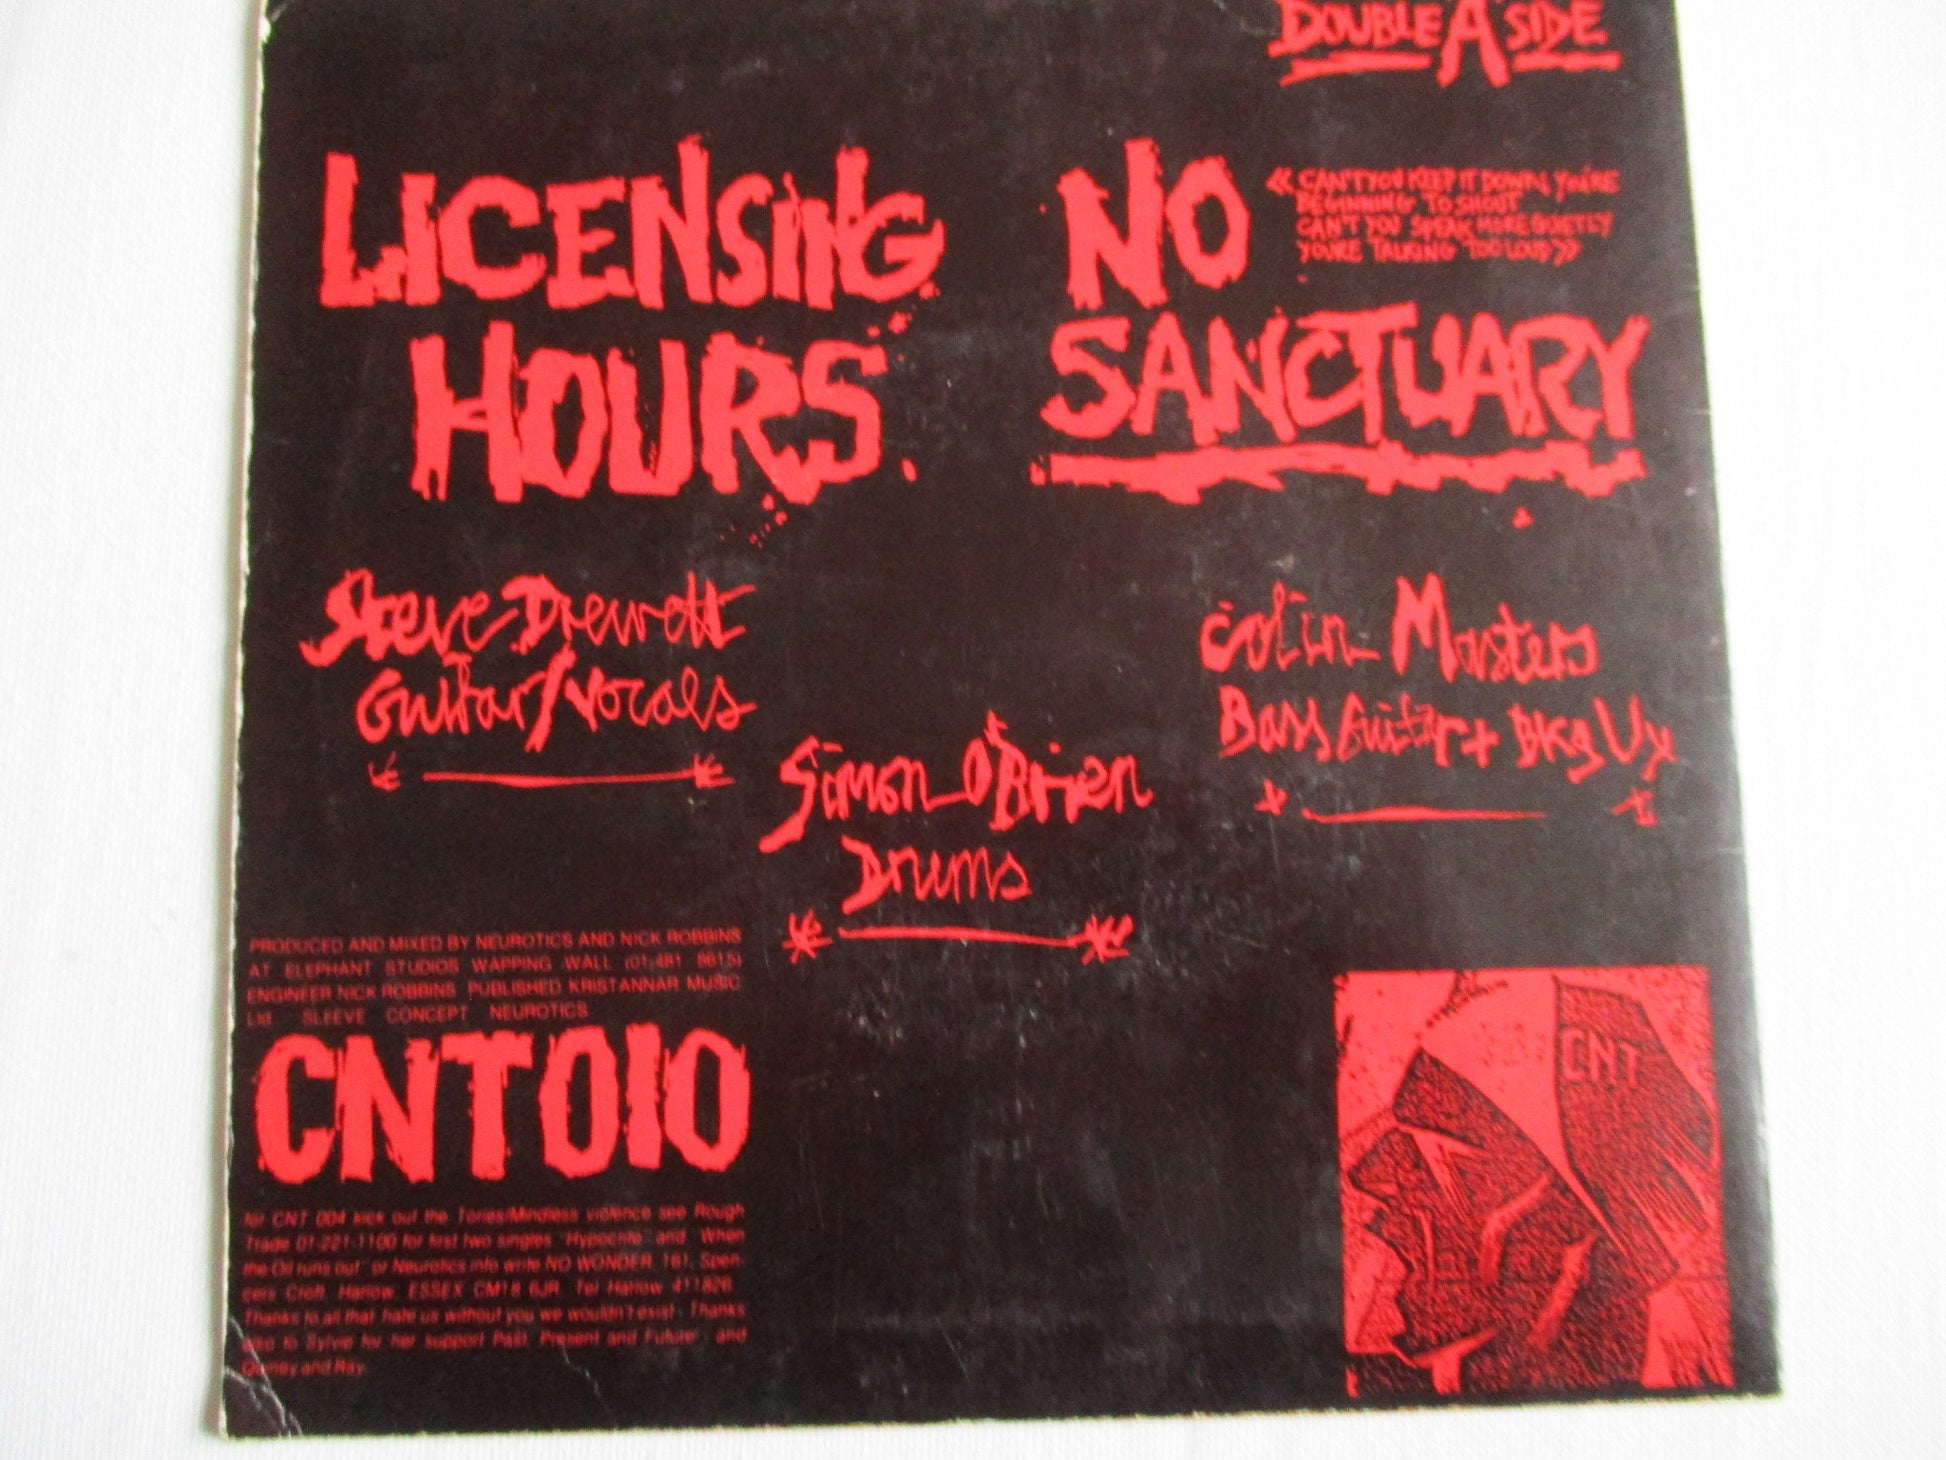 DOUBLE A SIDE
LICENSING
HOURS.
NO
SANCTUARY
« CAN'T YOU KEEP IT DOWN, YOU'RE
BEGINNING TO SHOUT
CAN'T YOU SPEAK MORE QUIETLY
YOU'RE TALKING TOO LOUD »
Steve Drewett
Guitar/Vocals
Colin Masters
Bass Guitar + Bkg Vx
Simon O'Brien
Drums
PRODUCED AND MIXED BY NEUROTICS AND NICK ROBBINS
AT ELEPHANT STUDIOS WAPPING WALL (01-481 8615)
ENGINEER NICK ROBBINS PUBLISHED KRISTANNAR MUSIC
Ltd SLEEVE CONCEPT NEUROTICS
CNT010
for CNT 004 kick out the Tories/Mindless violence see Rough
Trade 01-221-1100 for first two singles "Hypocrite" and When
the Oil runs out" or Neurotics info write NO WONDER, 161, Spen-
cers Croft, Harlow, ESSEX CM18 6JR, Tel Harlow 411826.
Thanks to all that hate us without you we wouldn't exist - Thanks
also to Sylvie for her support Past, Present and Future - and
and Ray.
CNT